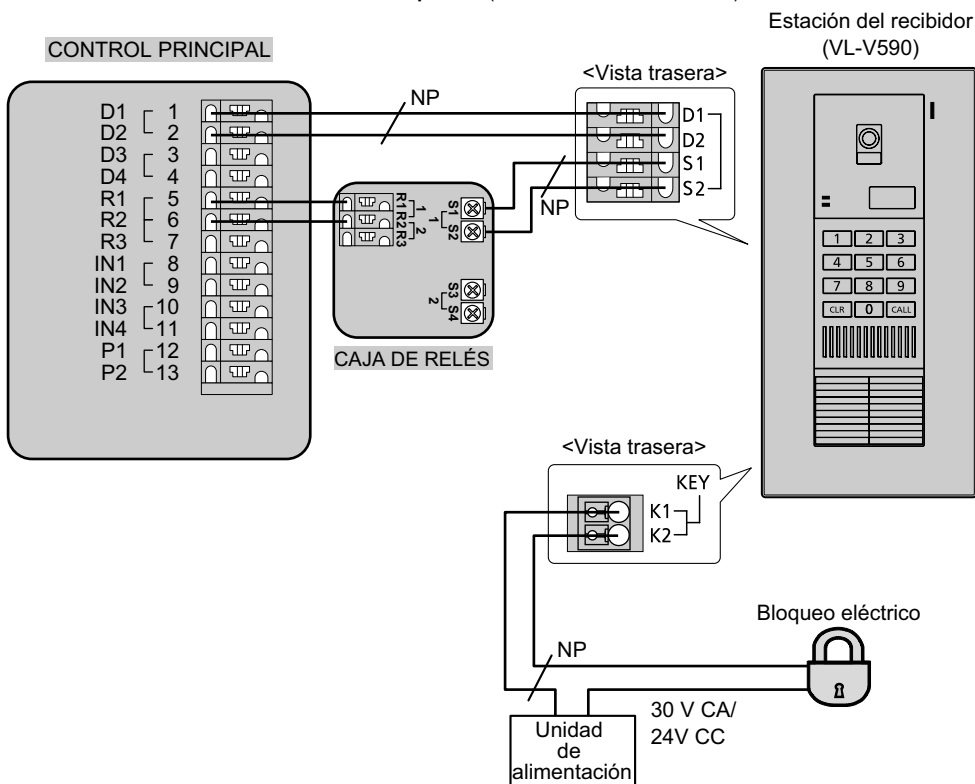 Estación del recibidor
(VL-V590)
CONTROL PRINCIPAL
<Vista trasera>
D1 1
D2 2
D3 3
D4 4
R1 5
R2 6
R3 7
IN1 8
IN2 9
IN3 10
IN4 11
P1 12
P2 13
NP
D1
D2
S1
S2
NP
R1 R2 R3
1 2
S1 S2
1
S3 S4
2
CAJA DE RELÉS
1 2 3
4 5 6
7 8 9
CLR 0 CALL
<Vista trasera>
KEY
K1
K2
Bloqueo eléctrico
NP
30 V CA/
24V CC
Unidad
de
alimentación